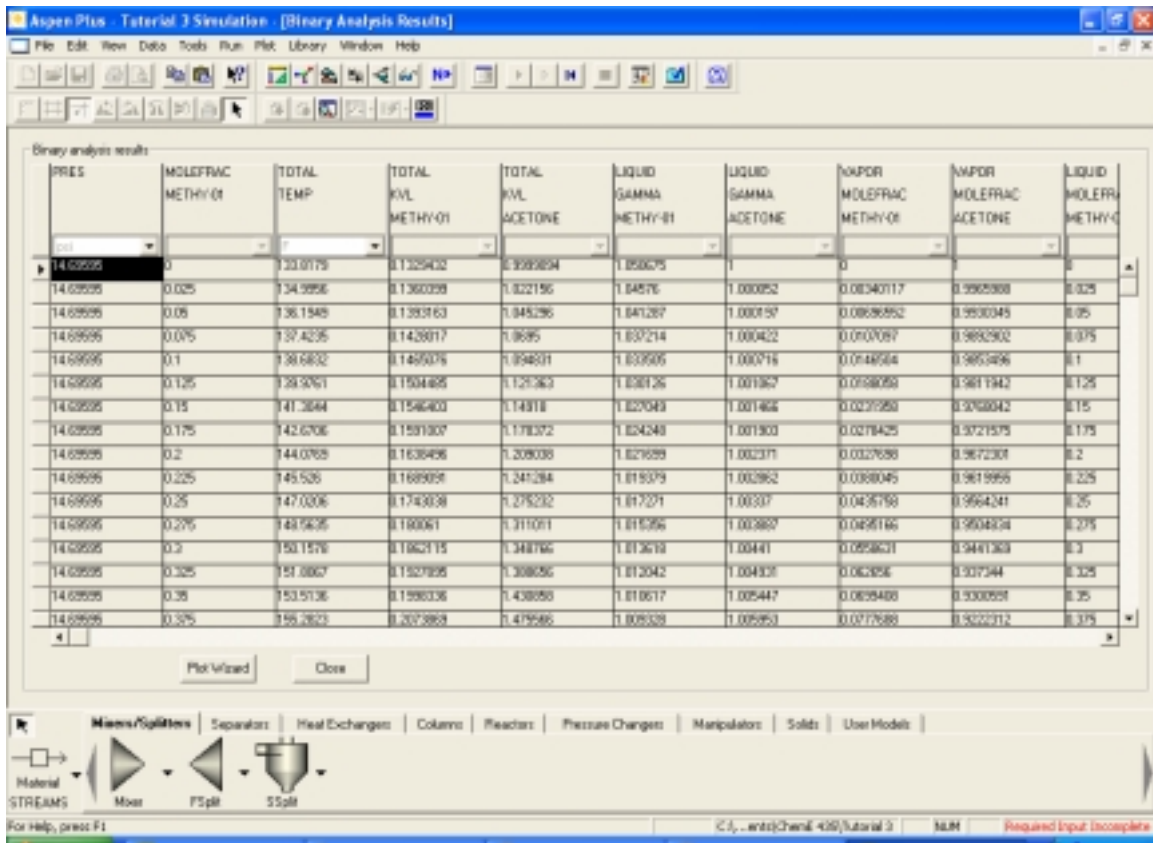 Aspen Plus - Tutorial 3 Simulation - [Binary Analysis Results]
File Edit View Data Tools Run Plot Library Window Help
Binary analysis results
PRES MOLEFRAC TOTAL TOTAL TOTAL LIQUID LIQUID VAPOR VAPOR LIQUID
METHY-01 TEMP KVL KVL GAMMA GAMMA MOLEFRAC MOLEFRAC MOLEFR
METHY-01 ACETONE METHY-01 ACETONE METHY-01 ACETONE
psi F
14.69595 0 133.8179 0.1329432 0.9999894 1.050675 1 0 1 0
14.69595 0.025 134.9956 0.1360399 1.022156 1.04576 1.000052 0.00340117 0.9965988 0.025
14.69595 0.05 136.1949 0.1393163 1.045296 1.041287 1.000197 0.00696552 0.9930345 0.05
14.69595 0.075 137.4235 0.1428017 1.0695 1.037214 1.000422 0.0107097 0.9892902 0.075
14.69595 0.1 138.6832 0.1465076 1.094831 1.033505 1.000716 0.0146504 0.9853496 0.1
14.69595 0.125 139.9761 0.1504485 1.121363 1.030126 1.001067 0.0188058 0.9811942 0.125
14.69595 0.15 141.3044 0.1546403 1.14918 1.027049 1.001466 0.0231958 0.9768042 0.15
14.69595 0.175 142.6706 0.1591007 1.178372 1.024248 1.001903 0.0278425 0.9721575 0.175
14.69595 0.2 144.0769 0.1638496 1.209038 1.021699 1.002371 0.0327698 0.9672301 0.2
14.69595 0.225 145.526 0.1689091 1.241284 1.019379 1.002862 0.0380045 0.9619955 0.225
14.69595 0.25 147.0206 0.1743038 1.275232 1.017271 1.00337 0.0435758 0.9564241 0.25
14.69595 0.275 148.5635 0.180061 1.311011 1.015356 1.003887 0.0495166 0.9504834 0.275
14.69595 0.3 150.1578 0.1862115 1.348766 1.013618 1.00441 0.0558631 0.9441369 0.3
14.69595 0.325 151.8067 0.1927895 1.388656 1.012042 1.004931 0.062656 0.937344 0.325
14.69595 0.35 153.5136 0.1998336 1.430858 1.010617 1.005447 0.0699408 0.9300591 0.35
14.69595 0.375 155.2823 0.2073869 1.475566 1.009328 1.005953 0.0777688 0.9222312 0.375
Plot Wizard Close
Mixers/Splitters Separators Heat Exchangers Columns Reactors Pressure Changers Manipulators Solids User Models
Material
STREAMS Mixer FSplit SSplit
For Help, press F1 C:\...ents\ChemE 435\Tutorial 3 NUM Required Input Incomplete